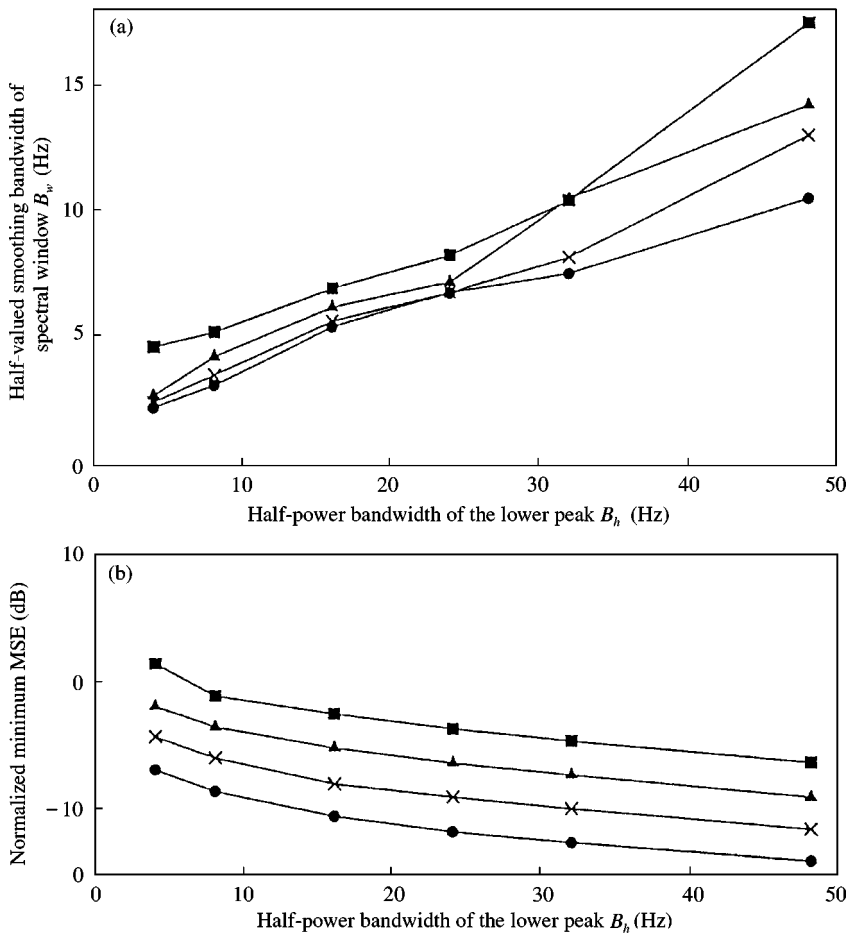 (a)
15
10
5
0
Half-valued smoothing bandwidth of
spectral window B_w (Hz)
0 10 20 30 40 50
Half-power bandwidth of the lower peak B_h (Hz)
(b)
10
0
−10
0
Normalized minimum MSE (dB)
0 10 20 30 40 50
Half-power bandwidth of the lower peak B_h (Hz)